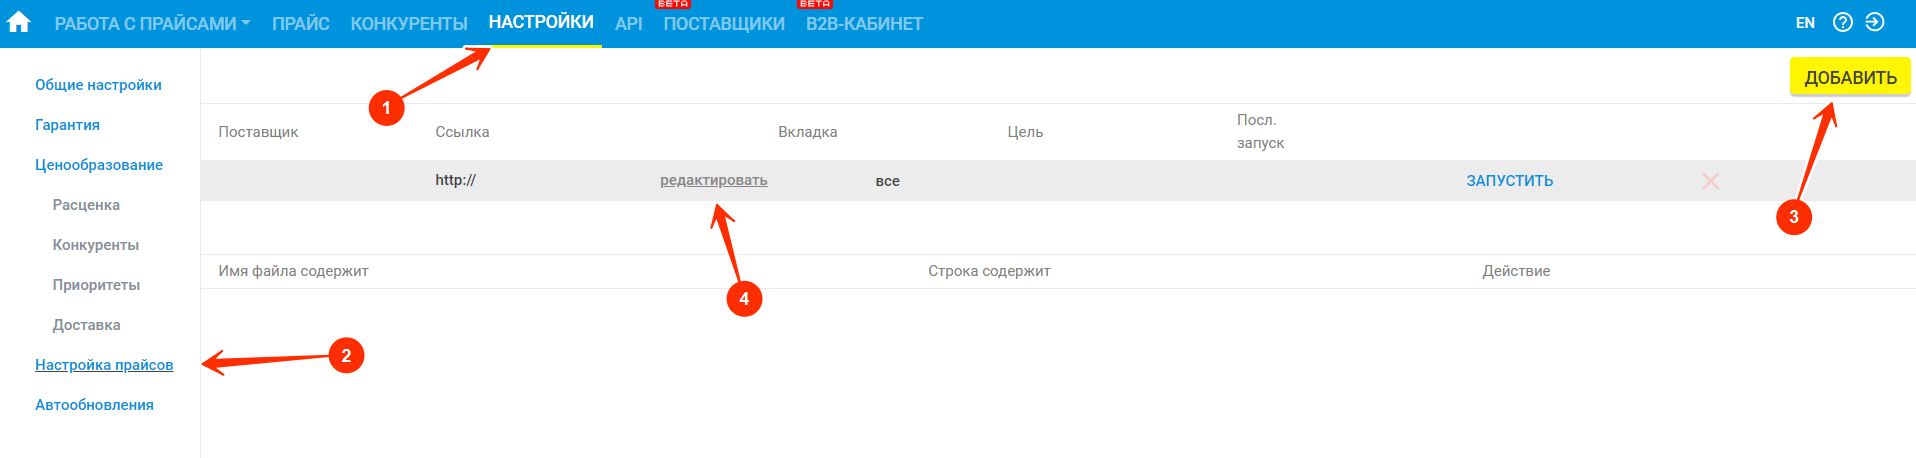 BETA BETA
РАБОТА С ПРАЙСАМИ ПРАЙС КОНКУРЕНТЫ НАСТРОЙКИ API ПОСТАВЩИКИ B2B-КАБИНЕТ EN ?
Общие настройки
ДОБАВИТЬ
1
Гарантия
Поставщик Ссылка Вкладка Цель Посл. запуск
Ценообразование
http:// редактировать все ЗАПУСТИТЬ
Расценка
3
Конкуренты
Имя файла содержит Строка содержит Действие
Приоритеты
4
Доставка
2
Настройка прайсов
Автообновления